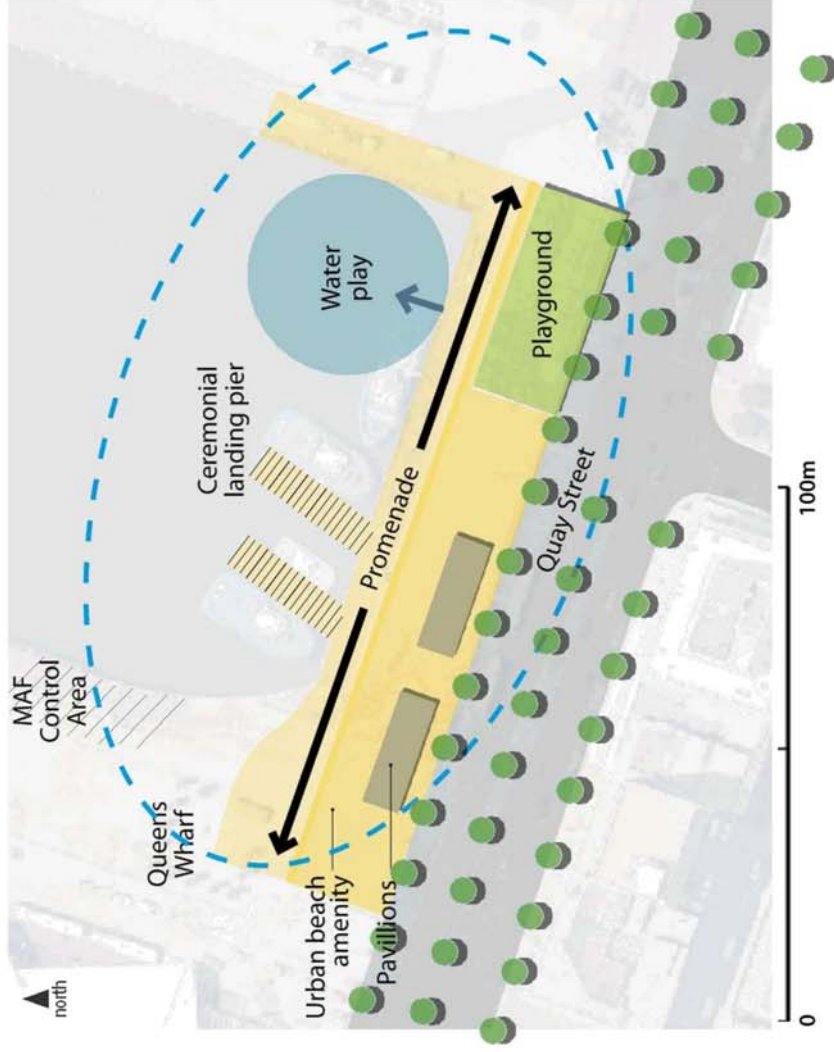 north
Queens
Wharf
MAF
Control
Area
Ceremonial
landing pier
Water
play
Promenade
Playground
Urban beach
amenity
Pavillions
Quay Street
0
100m